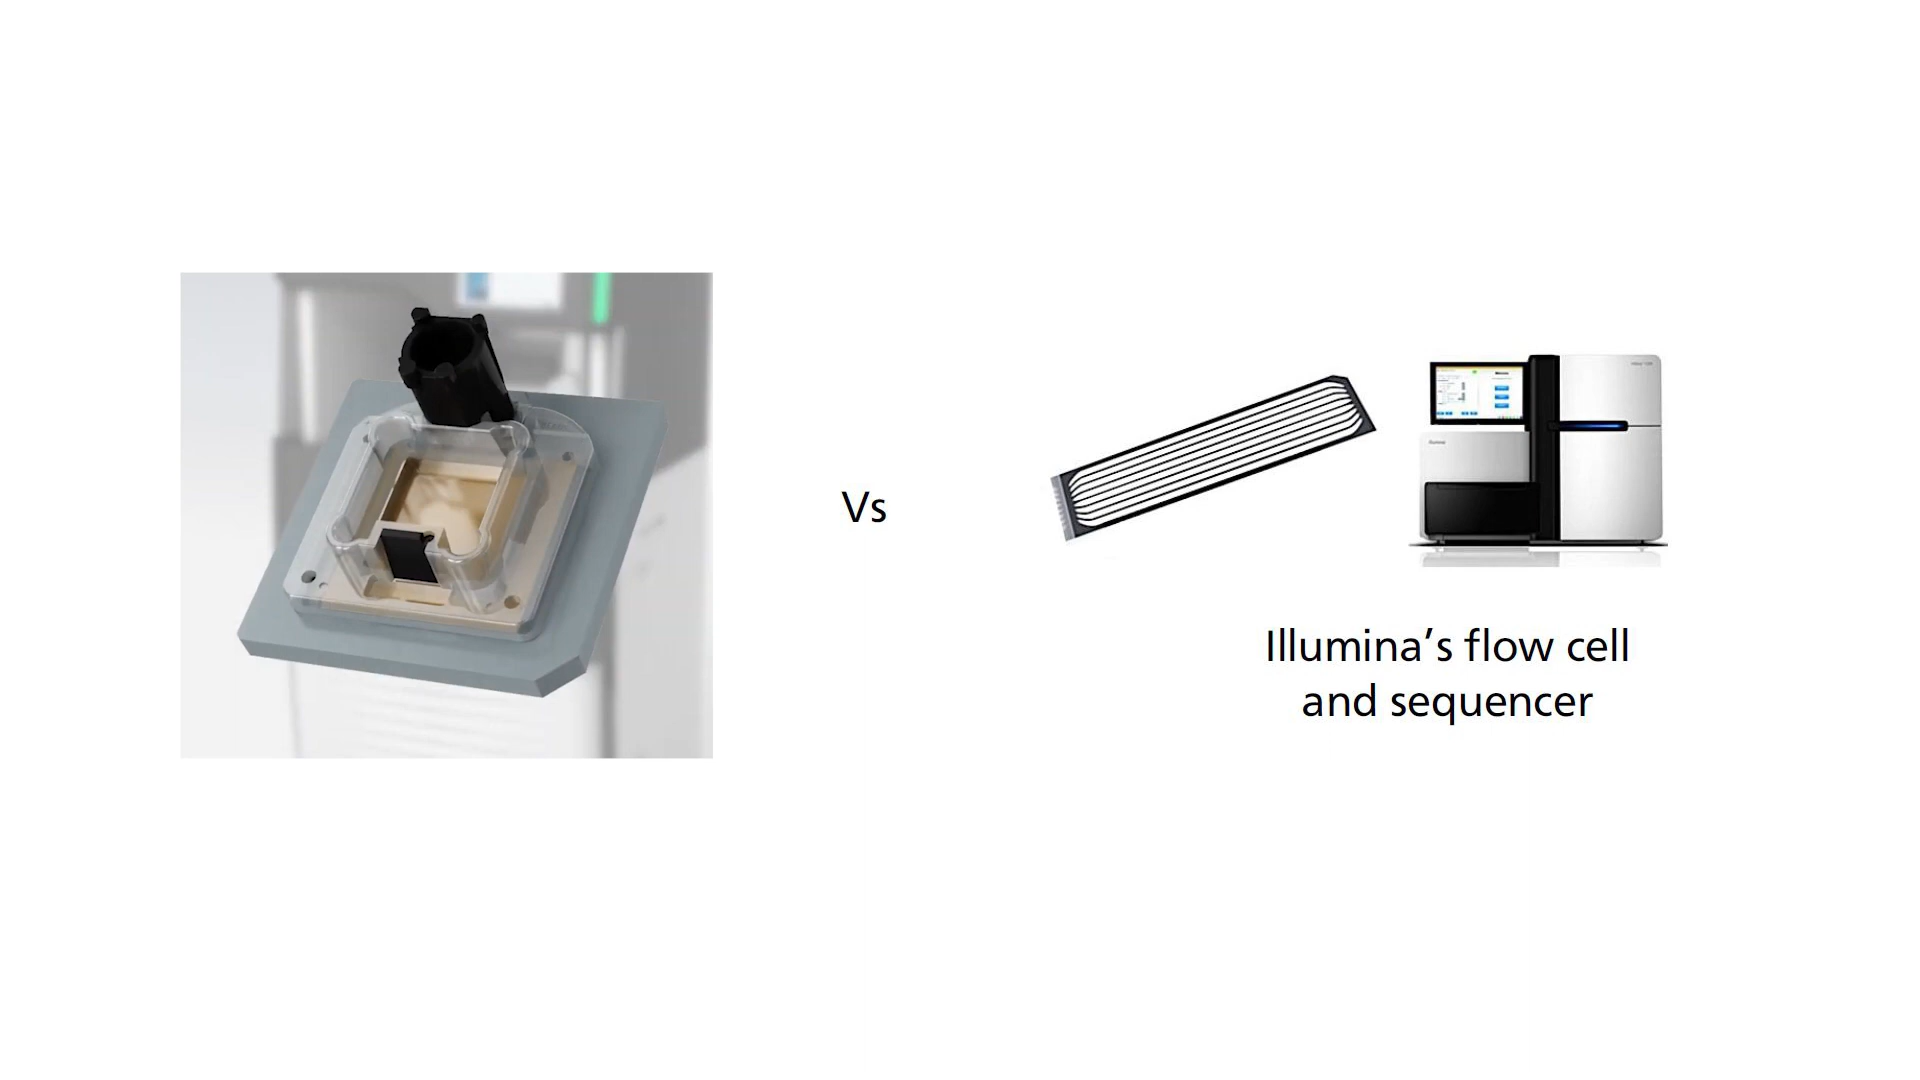 Vs
Illumina’s flow cell
and sequencer